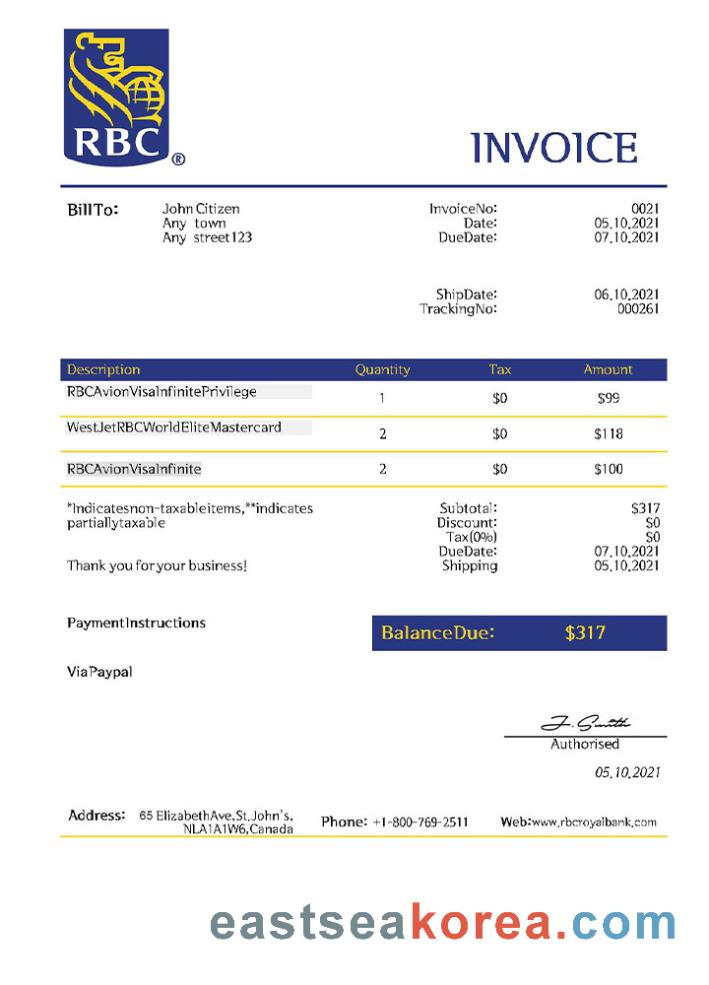 RBC®
INVOICE
BillTo: John Citizen InvoiceNo: 0021
Any town Date: 05.10.2021
Any street123 DueDate: 07.10.2021
ShipDate: 06.10.2021
TrackingNo: 000261
Description Quantity Tax Amount
RBCAvionVisaInfinitePrivilege 1 $0 $99
WestJetRBCWorldEliteMastercard 2 $0 $118
RBCAvionVisaInfinite 2 $0 $100
*Indicatesnon-taxableitems,**indicates Subtotal: $317
partiallytaxable Discount: $0
Tax(0%) $0
DueDate: 07.10.2021
Thank you for your business! Shipping 05.10.2021
PaymentInstructions
BalanceDue: $317
ViaPaypal
J. Smith
Authorised
05.10.2021
Address: 65 ElizabethAve,St.John's, Phone: +1-800-769-2511 Web:www.rbcroyalbank.com
NLA1A1W6,Canada
eastseakorea.com